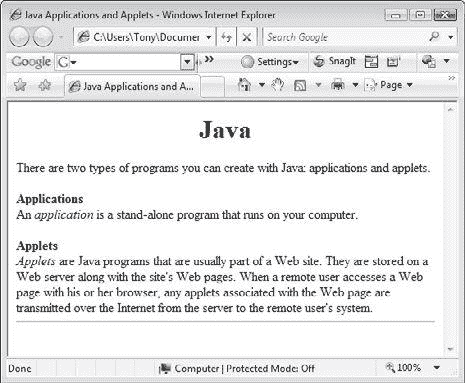 Java Applications and Applets - Windows Internet Explorer
C:\Users\Tony\Documer
Search Google
Google G Settings SnagIt
Java Applications and A...
Page
Java
There are two types of programs you can create with Java: applications and applets.
Applications
An application is a stand-alone program that runs on your computer.
Applets
Applets are Java programs that are usually part of a Web site. They are stored on a
Web server along with the site's Web pages. When a remote user accesses a Web
page with his or her browser, any applets associated with the Web page are
transmitted over the Internet from the server to the remote user's system.
Done Computer | Protected Mode: Off 100%